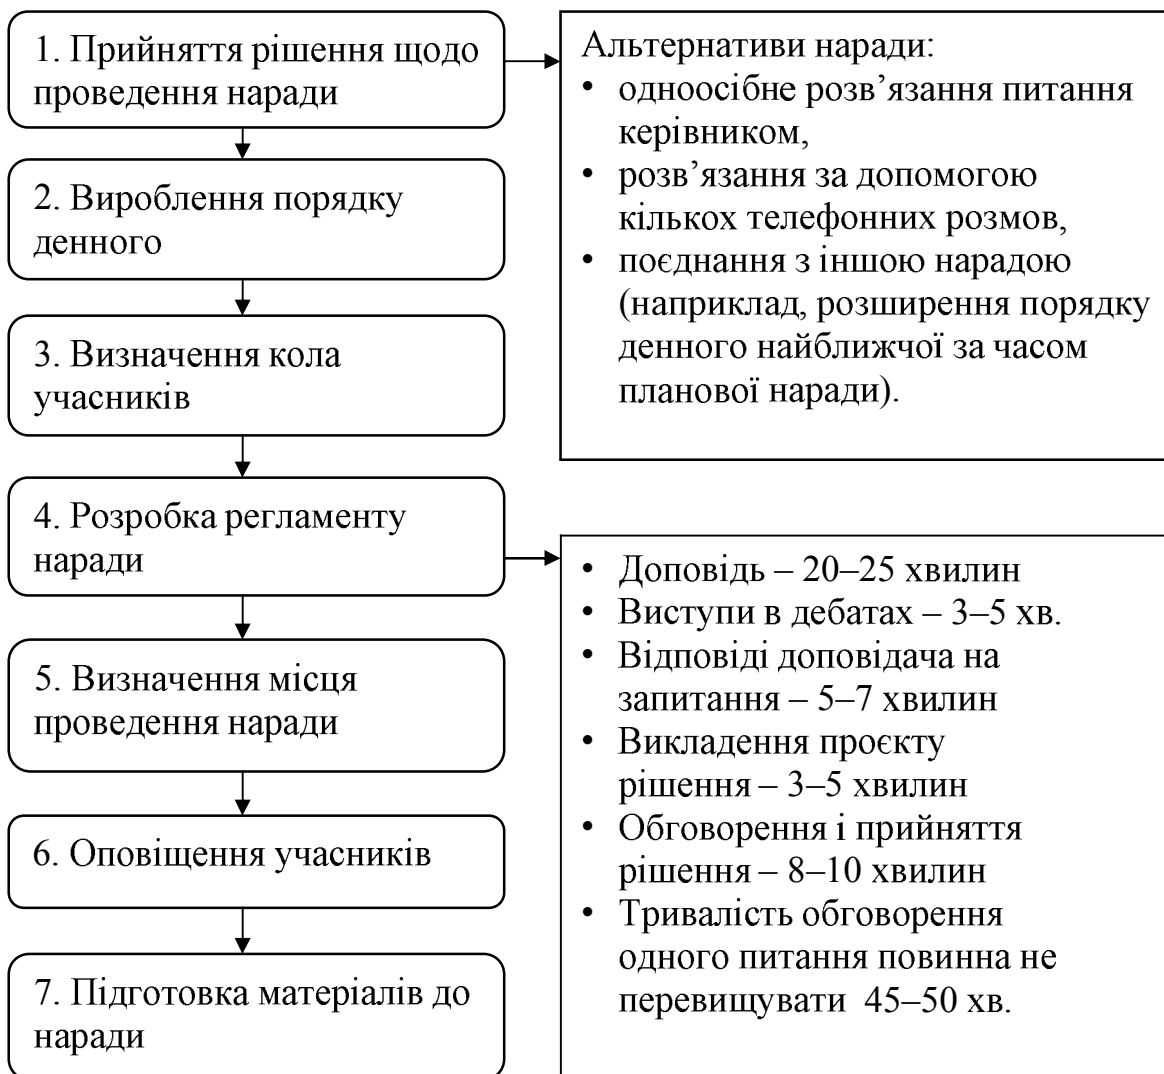 1. Прийняття рішення щодо
проведення наради
Альтернативи наради:
• одноосібне розв’язання питання
керівником,
• розв’язання за допомогою
кількох телефонних розмов,
• поєднання з іншою нарадою
(наприклад, розширення порядку
денного найближчої за часом
планової наради).
2. Вироблення порядку
денного
3. Визначення кола
учасників
4. Розробка регламенту
наради
• Доповідь – 20–25 хвилин
• Виступи в дебатах – 3–5 хв.
• Відповіді доповідача на
запитання – 5–7 хвилин
• Викладення проєкту
рішення – 3–5 хвилин
• Обговорення і прийняття
рішення – 8–10 хвилин
• Тривалість обговорення
одного питання повинна не
перевищувати 45–50 хв.
5. Визначення місця
проведення наради
6. Оповіщення учасників
7. Підготовка матеріалів до
наради